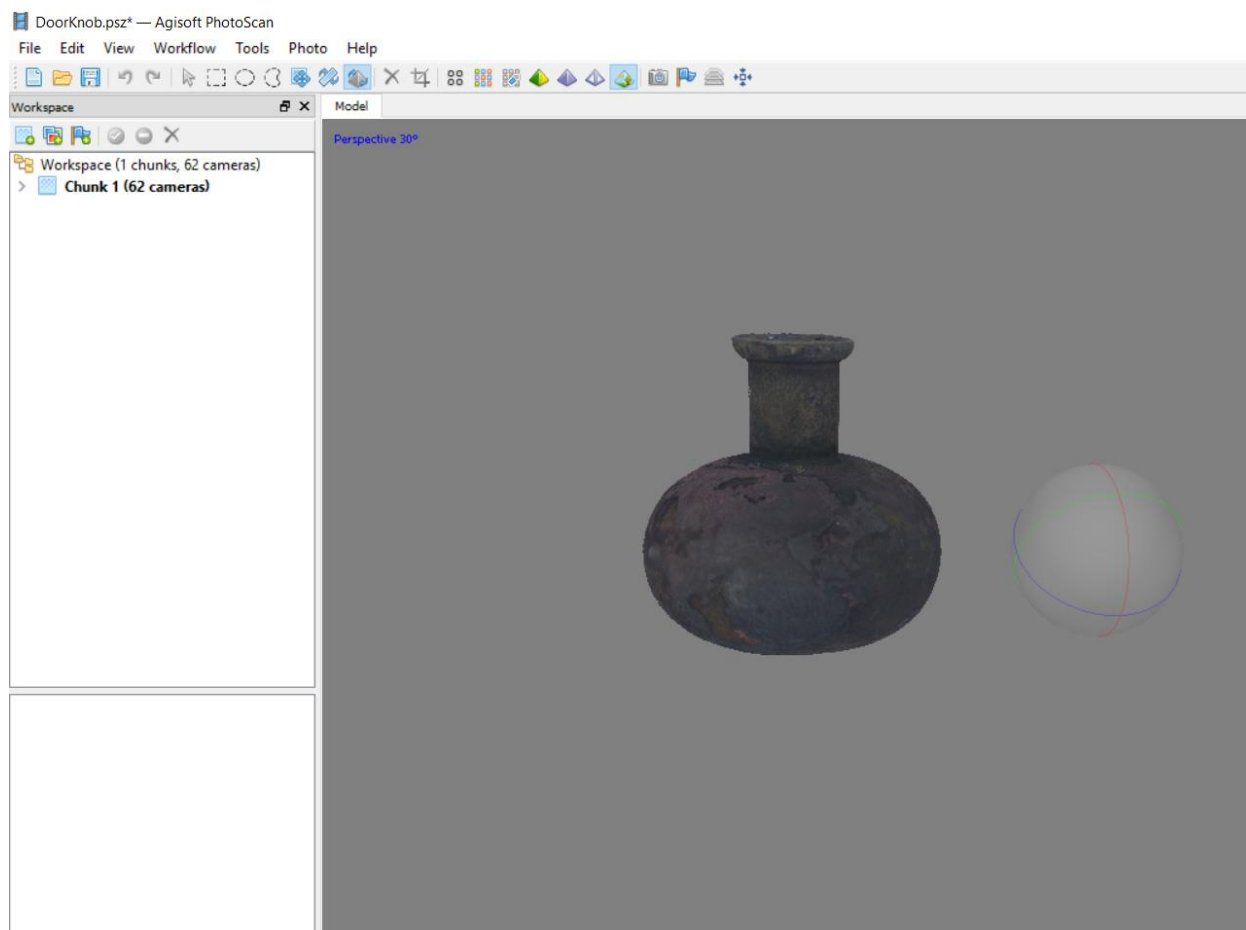 DoorKnob.psz* — Agisoft PhotoScan
File Edit View Workflow Tools Photo Help
Workspace
Model
Workspace (1 chunks, 62 cameras)
Chunk 1 (62 cameras)
Perspective 30°